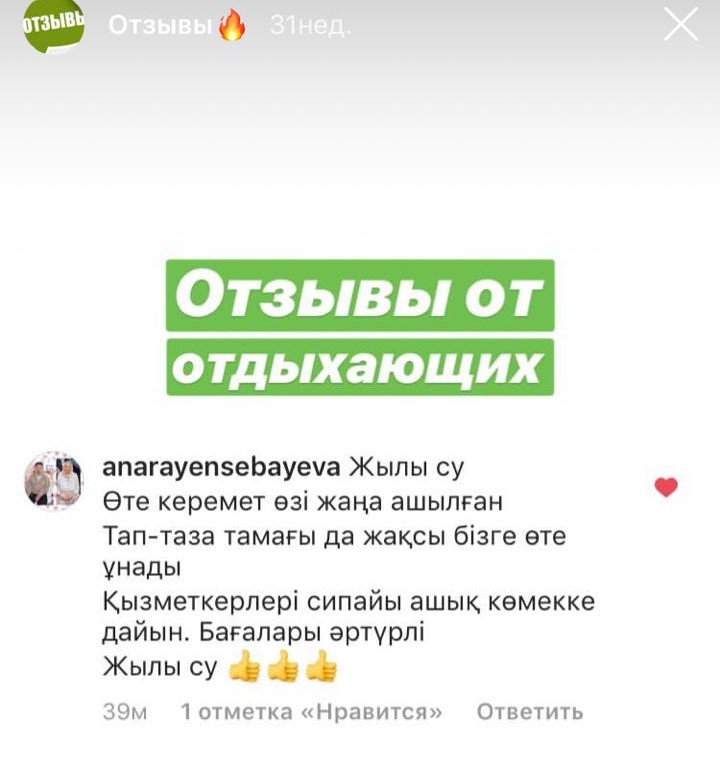 ОТЗЫВЫ
Отзывы🔥 31нед.
Отзывы от
отдыхающих
anarayensebayeva Жылы су
Өте керемет өзі жаңа ашылған
Тап-таза тамағы да жақсы бізге өте
ұнады
Қызметкерлері сипайы ашық көмекке
дайын. Бағалары әртүрлі
Жылы су 👍👍👍
39м 1 отметка «Нравится» Ответить